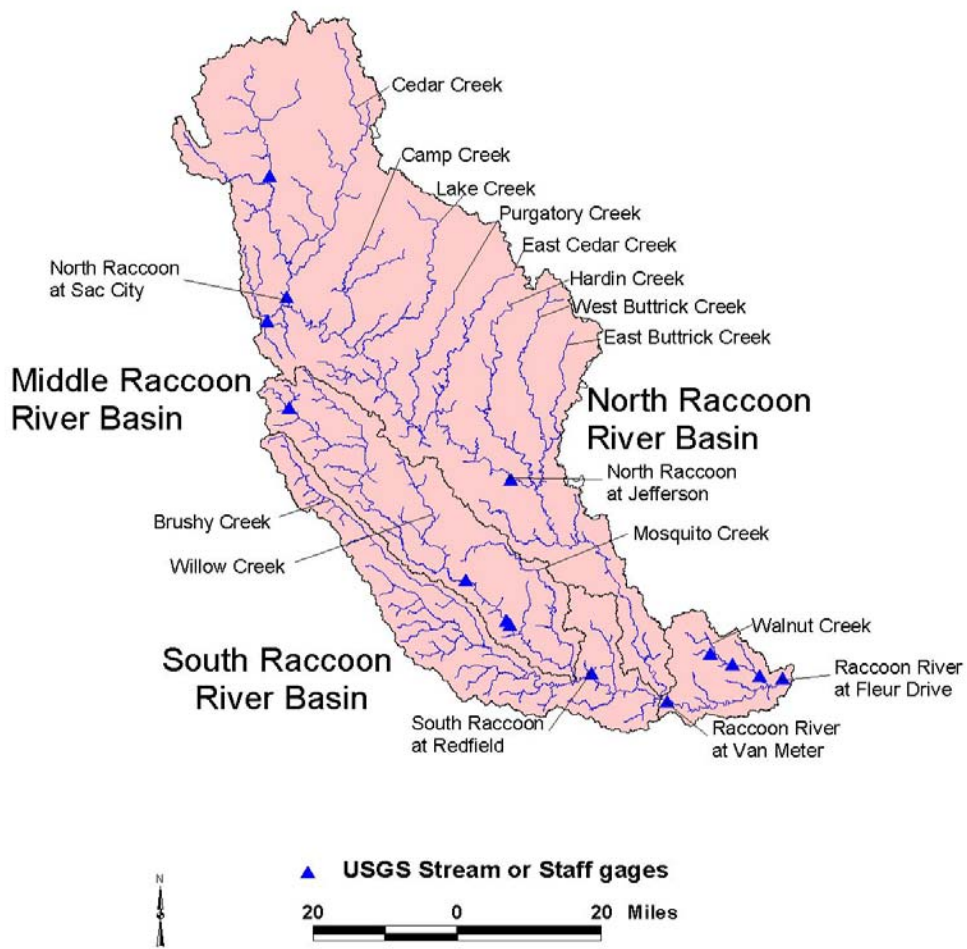 Cedar Creek
Camp Creek
Lake Creek
Purgatory Creek
East Cedar Creek
North Raccoon
at Sac City
Hardin Creek
West Buttrick Creek
East Buttrick Creek
Middle Raccoon
River Basin
North Raccoon
River Basin
North Raccoon
at Jefferson
Brushy Creek
Mosquito Creek
Willow Creek
Walnut Creek
South Raccoon
River Basin
Raccoon River
at Fleur Drive
South Raccoon
at Redfield
Raccoon River
at Van Meter
USGS Stream or Staff gages
N
20 0 20 Miles